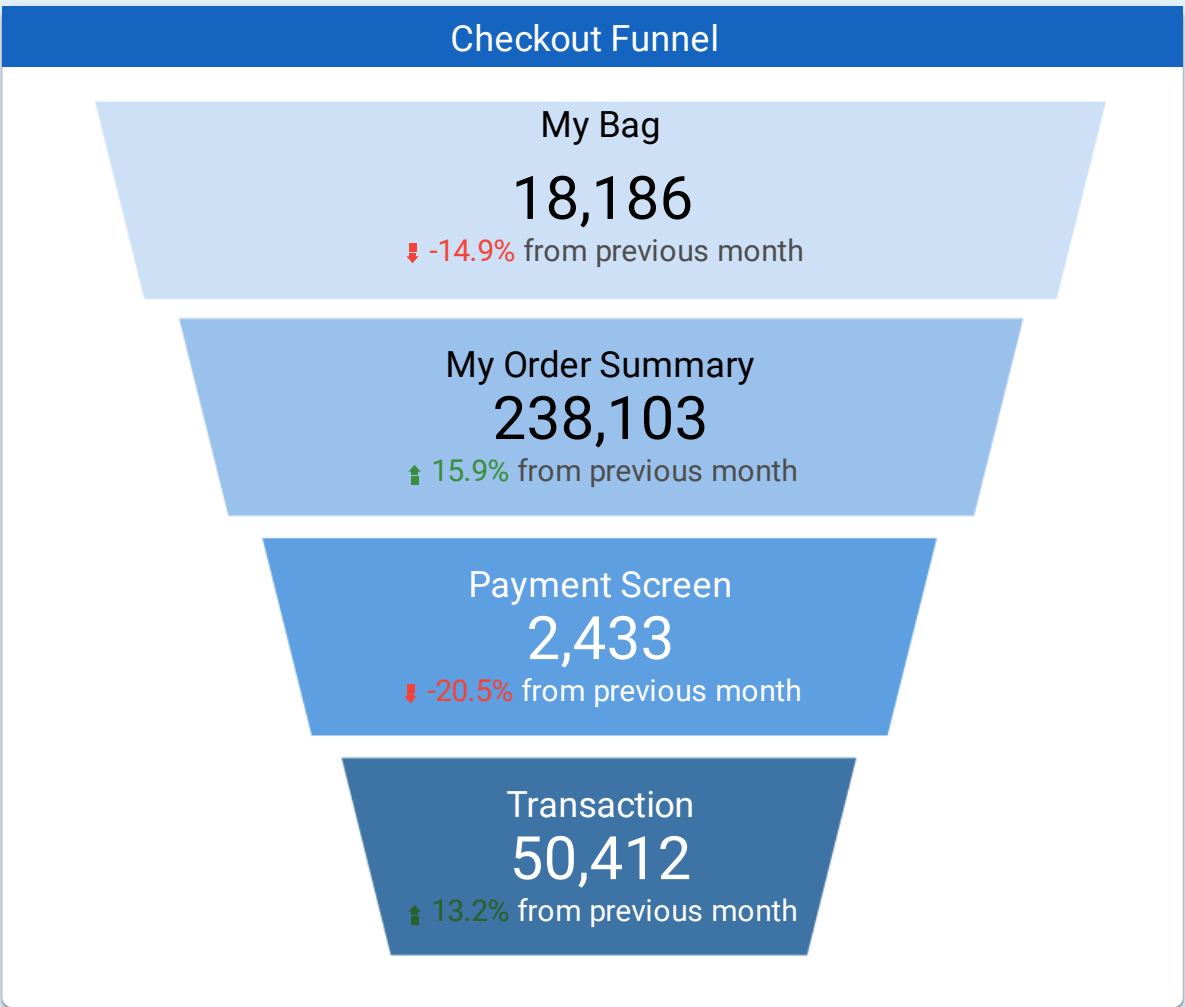 Checkout Funnel
My Bag
18,186
-14.9% from previous month
My Order Summary
238,103
15.9% from previous month
Payment Screen
2,433
-20.5% from previous month
Transaction
50,412
13.2% from previous month